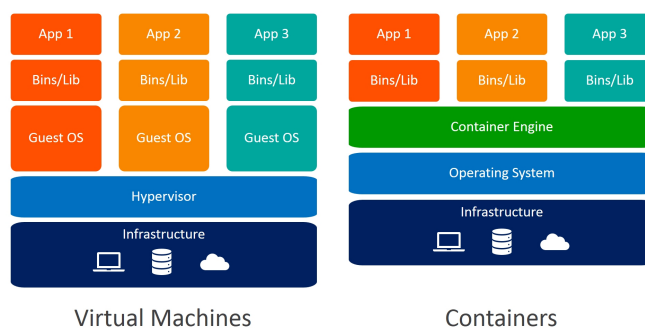 App 1 App 2 App 3
Bins/Lib Bins/Lib Bins/Lib
Guest OS Guest OS Guest OS
Hypervisor
Infrastructure
Virtual Machines
App 1 App 2 App 3
Bins/Lib Bins/Lib Bins/Lib
Container Engine
Operating System
Infrastructure
Containers